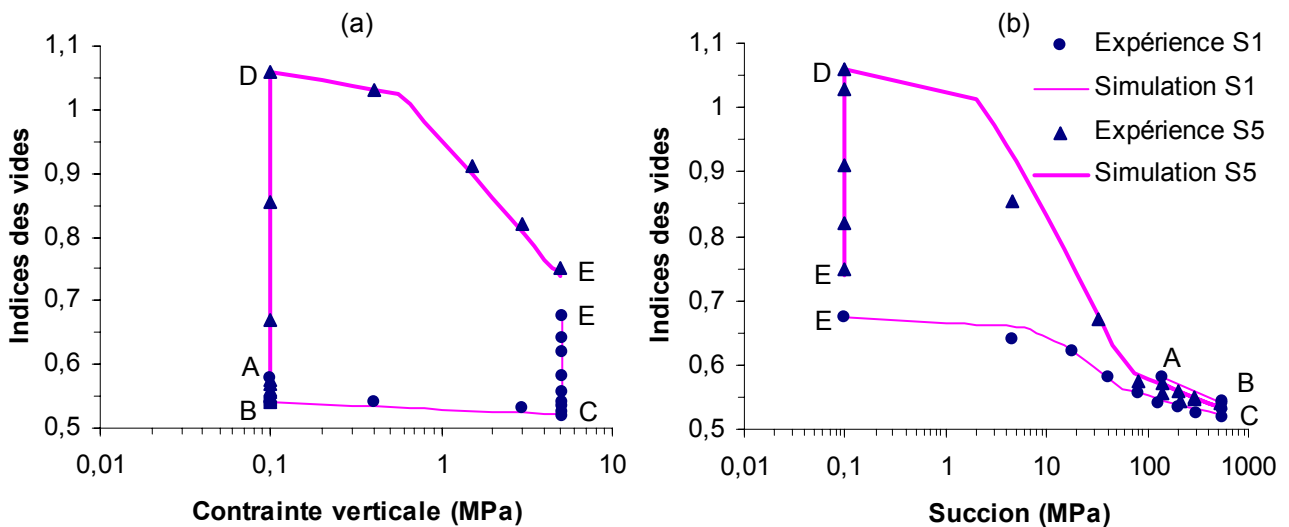 (a)
1,1
1
0,9
0,8
0,7
0,6
0,5
Indices des vides
D
A
B
E
E
C
0,01
0,1
1
10
Contrainte verticale (MPa)
(b)
1,1
1
0,9
0,8
0,7
0,6
0,5
Indices des vides
D
E
E
A
B
C
0,01
0,1
1
10
100
1000
Succion (MPa)
Expérience S1
Simulation S1
Expérience S5
Simulation S5